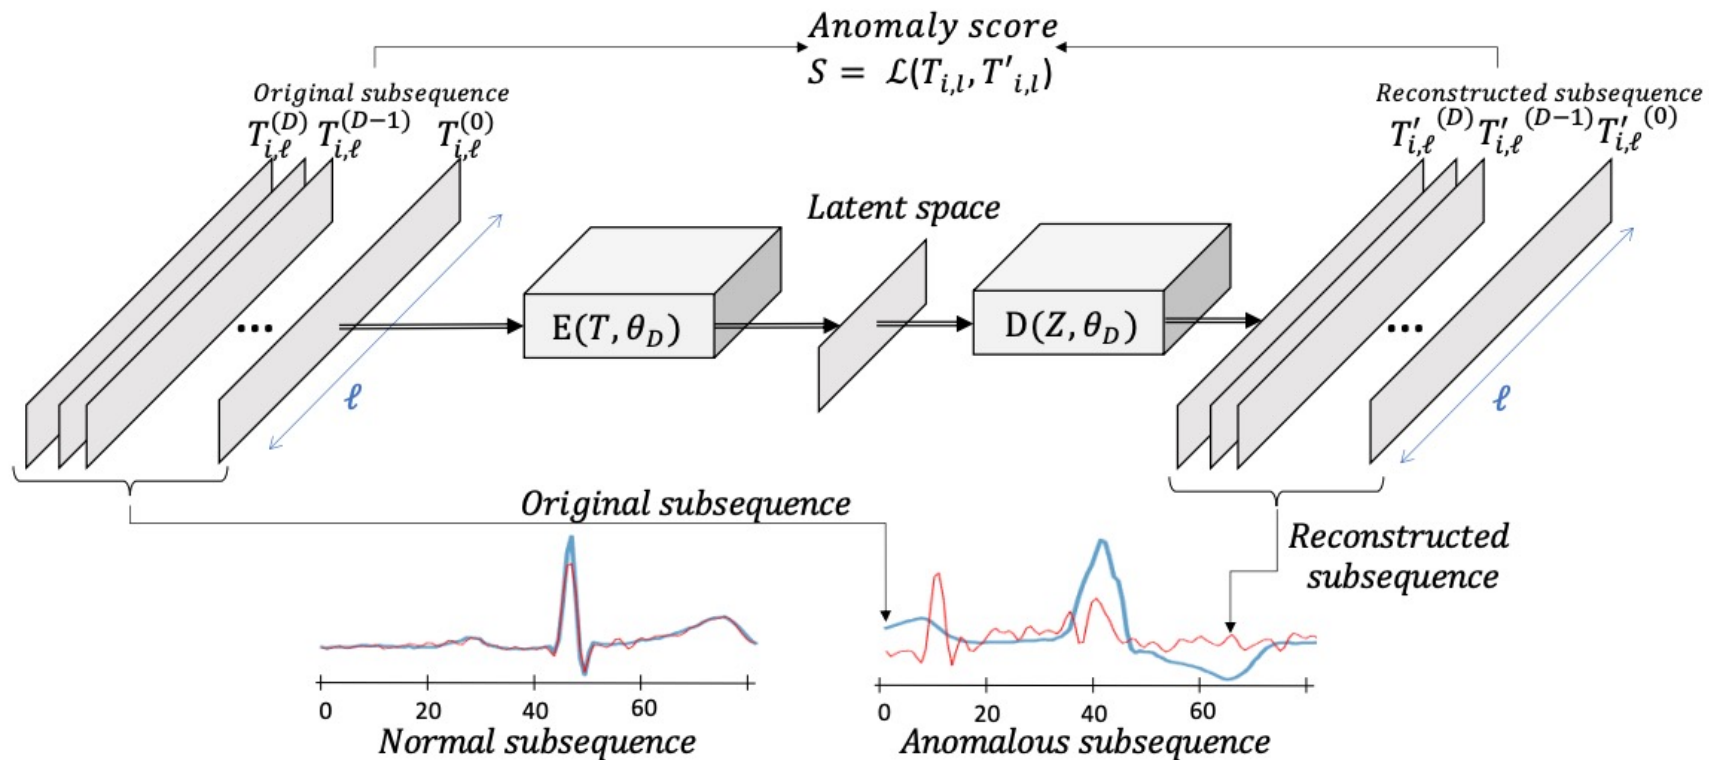 Anomaly score
S = ℒ(T_{i,l}, T'_{i,l})
Original subsequence
T_{i,ℓ}^{(D)} T_{i,ℓ}^{(D−1)} T_{i,ℓ}^{(0)}
Reconstructed subsequence
T'_{i,ℓ}^{(D)} T'_{i,ℓ}^{(D−1)} T'_{i,ℓ}^{(0)}
Latent space
...
E(T, θ_D)
D(Z, θ_D)
...
ℓ
ℓ
Original subsequence
Reconstructed
subsequence
0 20 40 60
Normal subsequence
0 20 40 60
Anomalous subsequence